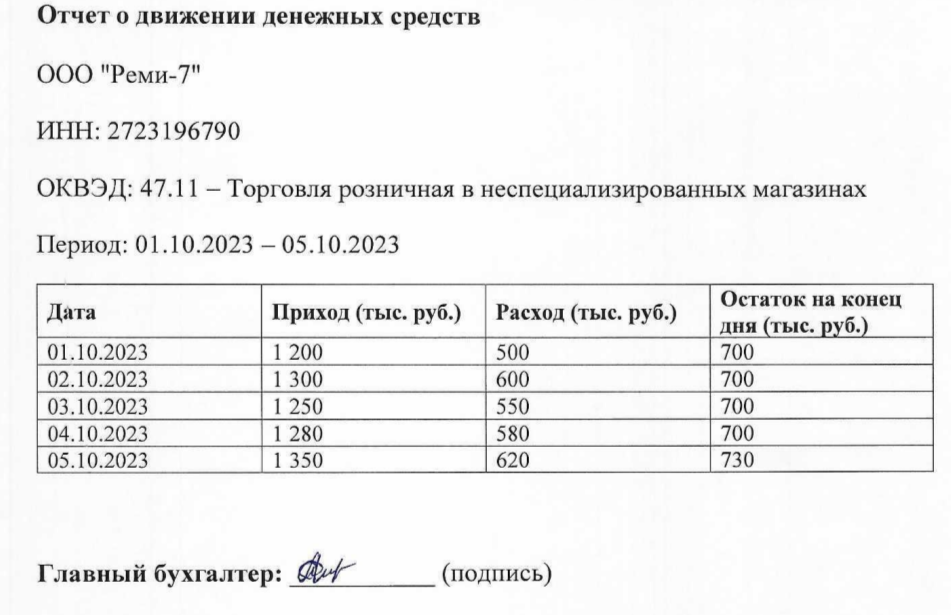 Отчет о движении денежных средств
ООО "Реми-7"
ИНН: 2723196790
ОКВЭД: 47.11 – Торговля розничная в неспециализированных магазинах
Период: 01.10.2023 – 05.10.2023
Дата Приход (тыс. руб.) Расход (тыс. руб.) Остаток на конец
дня (тыс. руб.)
01.10.2023 1 200 500 700
02.10.2023 1 300 600 700
03.10.2023 1 250 550 700
04.10.2023 1 280 580 700
05.10.2023 1 350 620 730
Главный бухгалтер: (подпись)